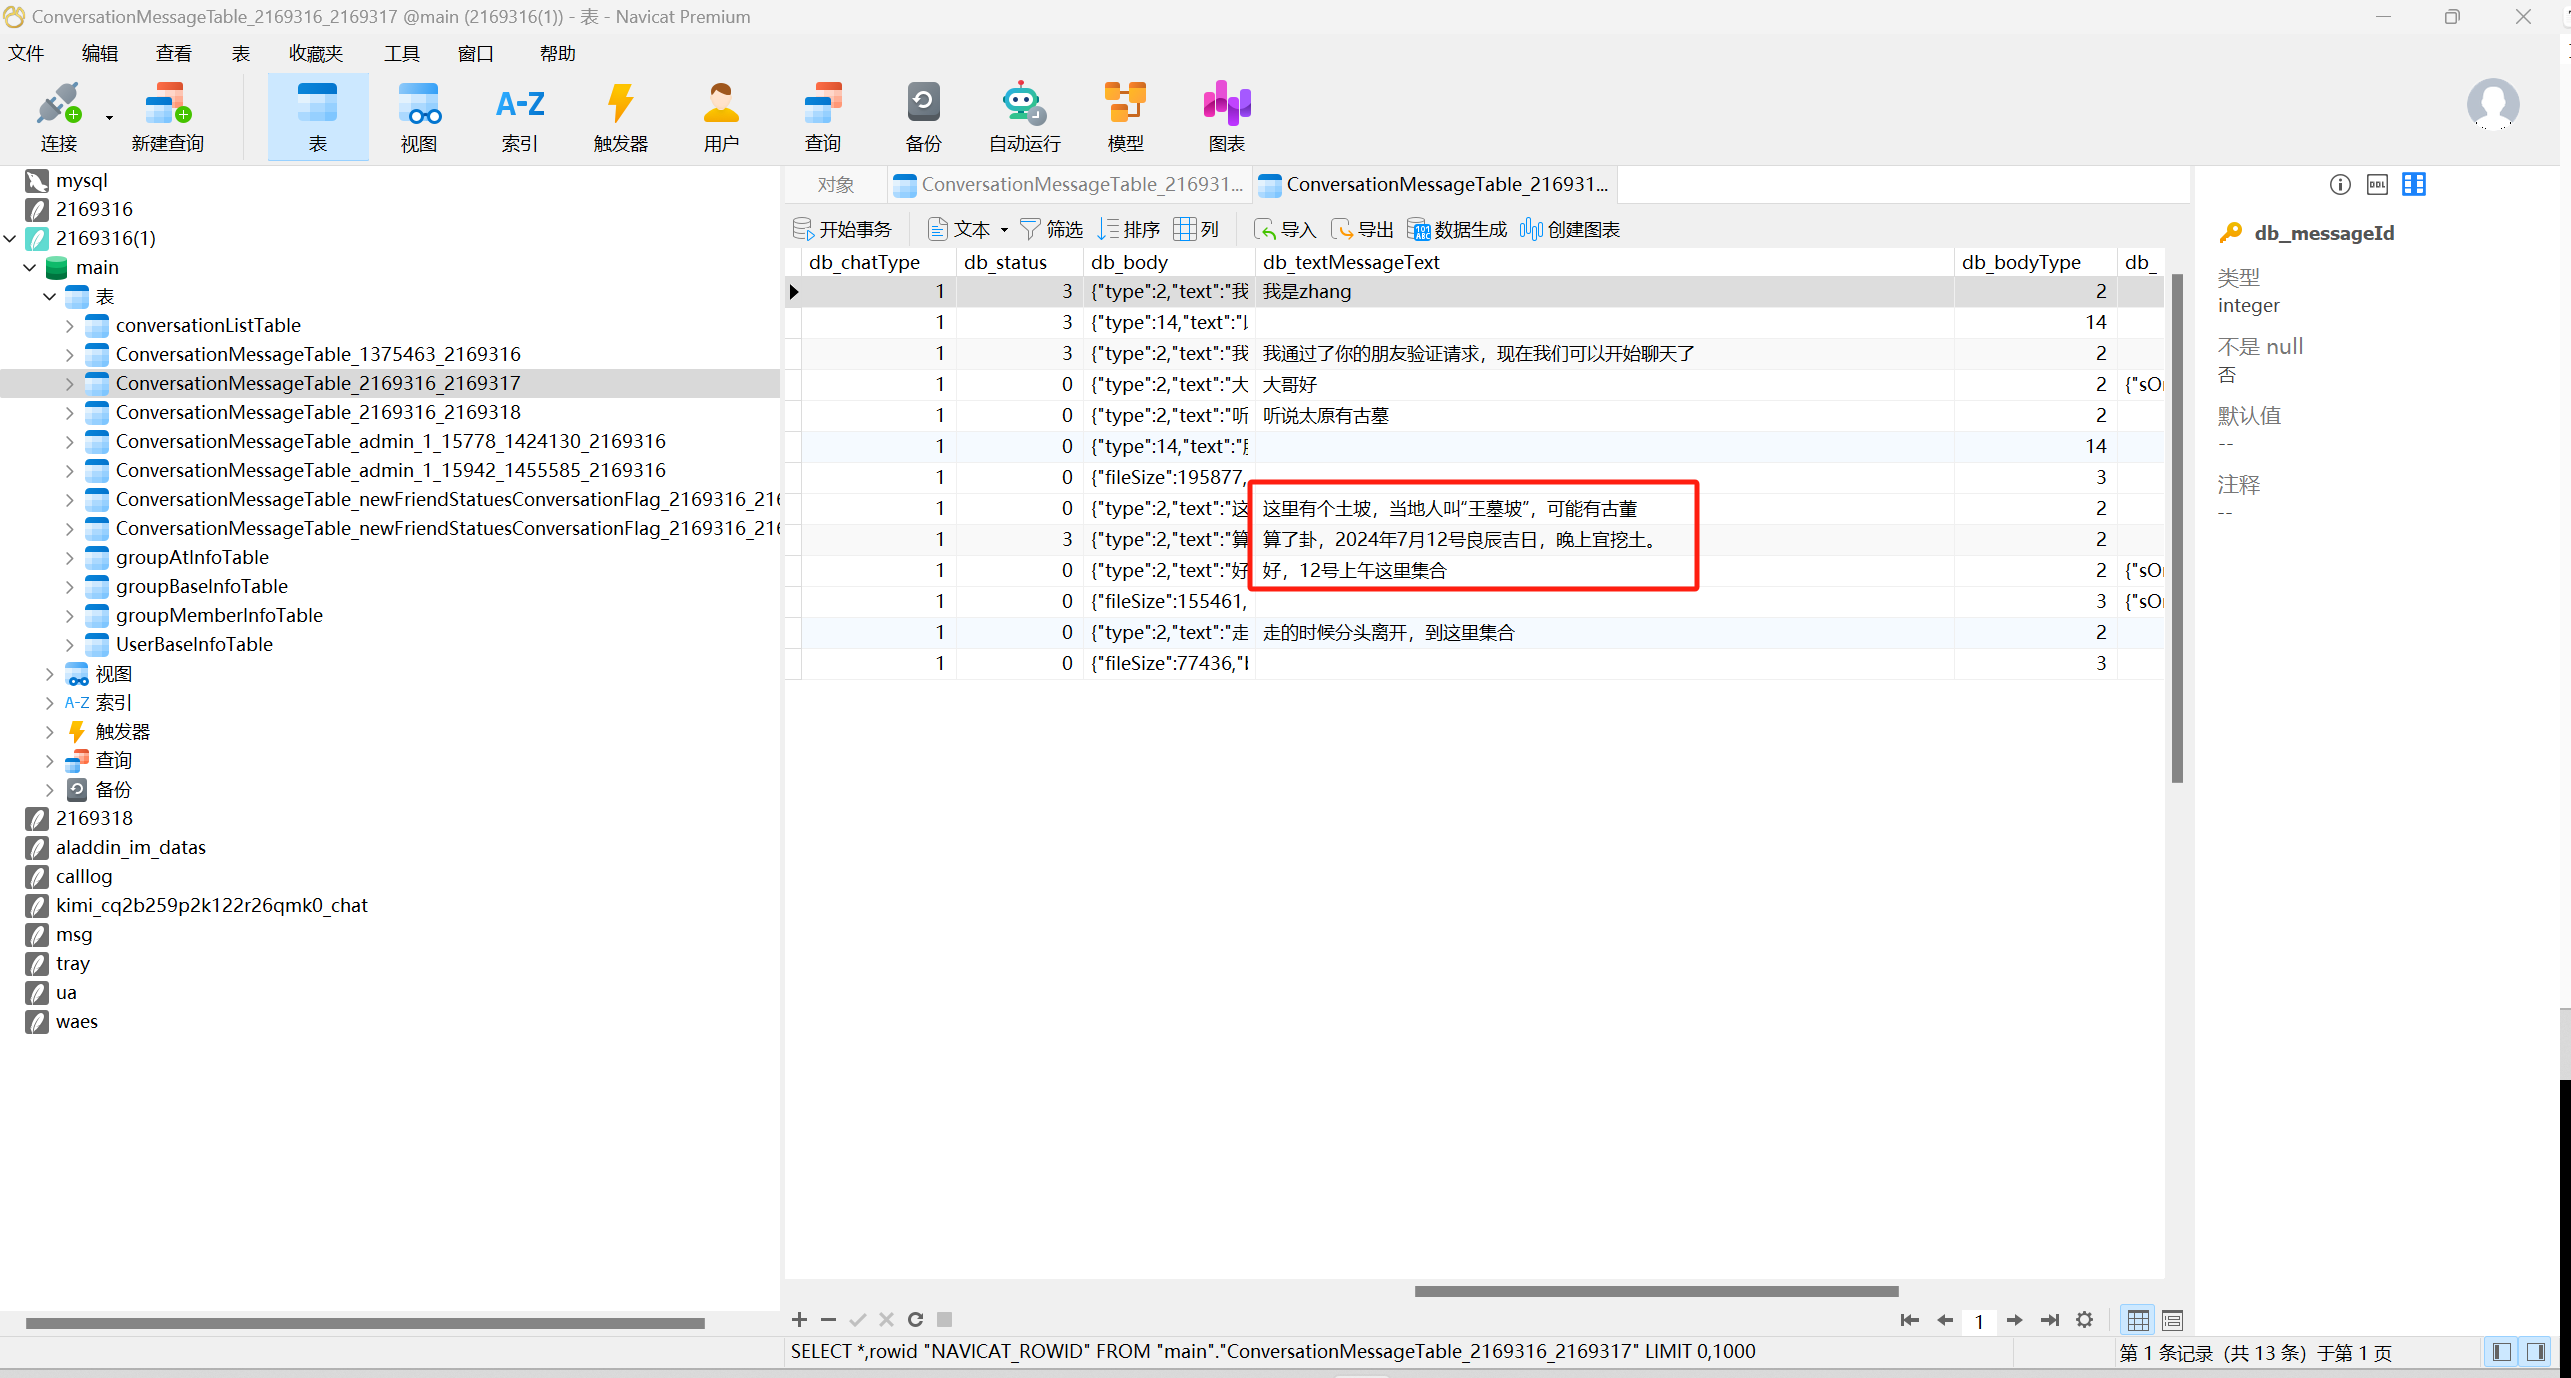 ConversationMessageTable_2169316_2169317 @main (2169316(1)) - 表 - Navicat Premium
文件 编辑 查看 表 收藏夹 工具 窗口 帮助
连接 新建查询 表 视图 索引 触发器 用户 查询 备份 自动运行 模型 图表
mysql
2169316
2169316(1)
main
表
conversationListTable
ConversationMessageTable_1375463_2169316
ConversationMessageTable_2169316_2169317
ConversationMessageTable_2169316_2169318
ConversationMessageTable_admin_1_15778_1424130_2169316
ConversationMessageTable_admin_1_15942_1455585_2169316
ConversationMessageTable_newFriendStatuesConversationFlag_2169316_216
ConversationMessageTable_newFriendStatuesConversationFlag_2169316_216
groupAtInfoTable
groupBaseInfoTable
groupMemberInfoTable
UserBaseInfoTable
视图
A-Z 索引
触发器
查询
备份
2169318
aladdin_im_datas
calllog
kimi_cq2b259p2k122r26qmk0_chat
msg
tray
ua
waes
对象 ConversationMessageTable_216931... ConversationMessageTable_216931...
开始事务 文本 筛选 排序 列 导入 导出 数据生成 创建图表
db_chatType db_status db_body db_textMessageText db_bodyType db_
1 3 {"type":2,"text":"我 我是zhang 2
1 3 {"type":14,"text":" 14
1 3 {"type":2,"text":"我 我通过了你的朋友验证请求，现在我们可以开始聊天了 2
1 0 {"type":2,"text":"大 大哥好 2 {"sO
1 0 {"type":2,"text":"听 听说太原有古墓 2
1 0 {"type":14,"text":" 14
1 0 {"fileSize":195877, 3
1 0 {"type":2,"text":"这 这里有个土坡，当地人叫“王墓坡”，可能有古董 2
1 3 {"type":2,"text":"算 算了卦，2024年7月12号良辰吉日，晚上宜挖土。 2
1 0 {"type":2,"text":"好 好，12号上午这里集合 2 {"sO
1 0 {"fileSize":155461, 3 {"sO
1 0 {"type":2,"text":"走 走的时候分头离开，到这里集合 2
1 0 {"fileSize":77436," 3
1
SELECT *,rowid "NAVICAT_ROWID" FROM "main"."ConversationMessageTable_2169316_2169317" LIMIT 0,1000
第 1 条记录（共 13 条）于第 1 页
DDL
db_messageId
类型
integer
不是 null
否
默认值
--
注释
--